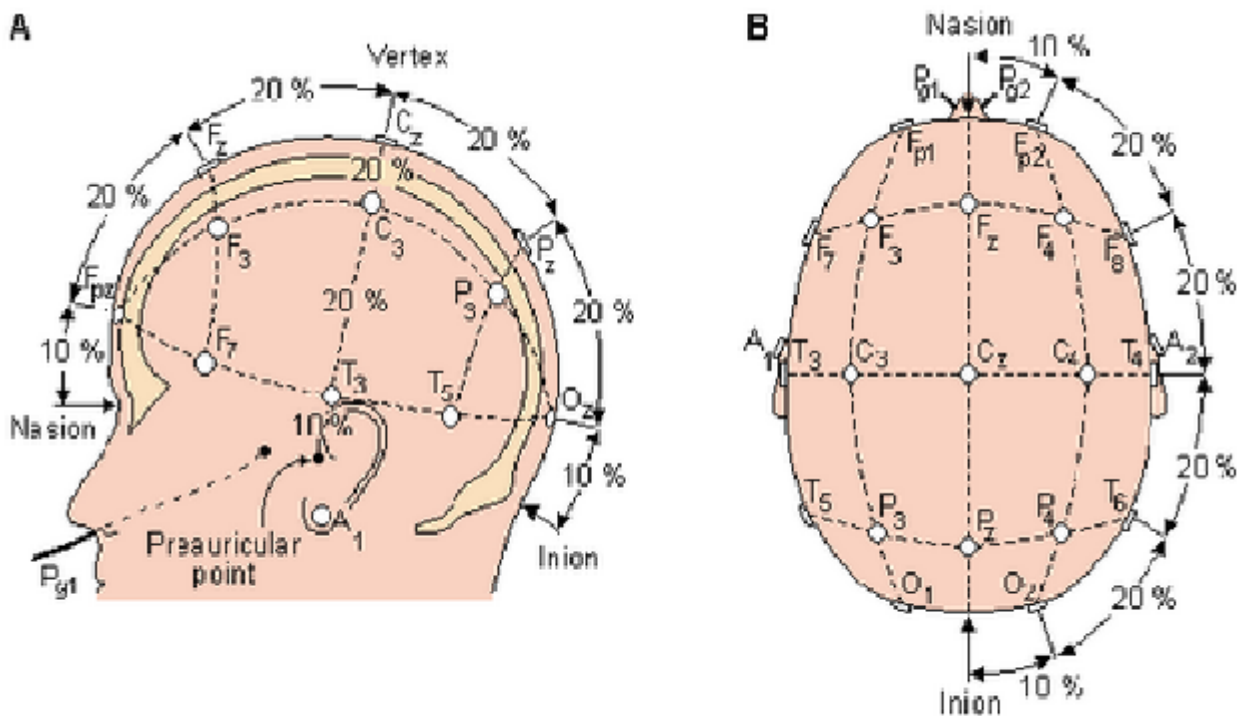 A
Vertex
20 %
20 %
Fz
Cz
20 %
20 %
C3
F3
Pz
Fpz
P3
20 %
20 %
10 %
F7
T3
T5
Oz
Nasion
10 %
10 %
A1
Preauricular
point
Inion
Pg1
B
Nasion
10 %
Pg1
Pg2
Fp1
Fp2
20 %
F7
F3
Fz
F4
F8
20 %
A1
T3
C3
Cz
C4
T4
A2
20 %
T5
P3
Pz
P4
T6
O1
20 %
10 %
Inion